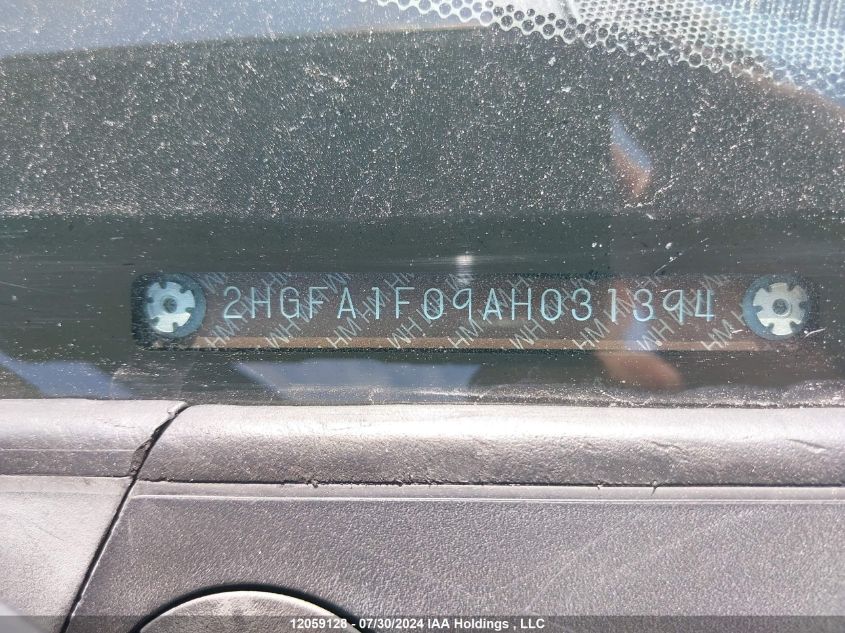 2HGFA1F09AH031394
12059128 - 07/30/2024 IAA Holdings , LLC